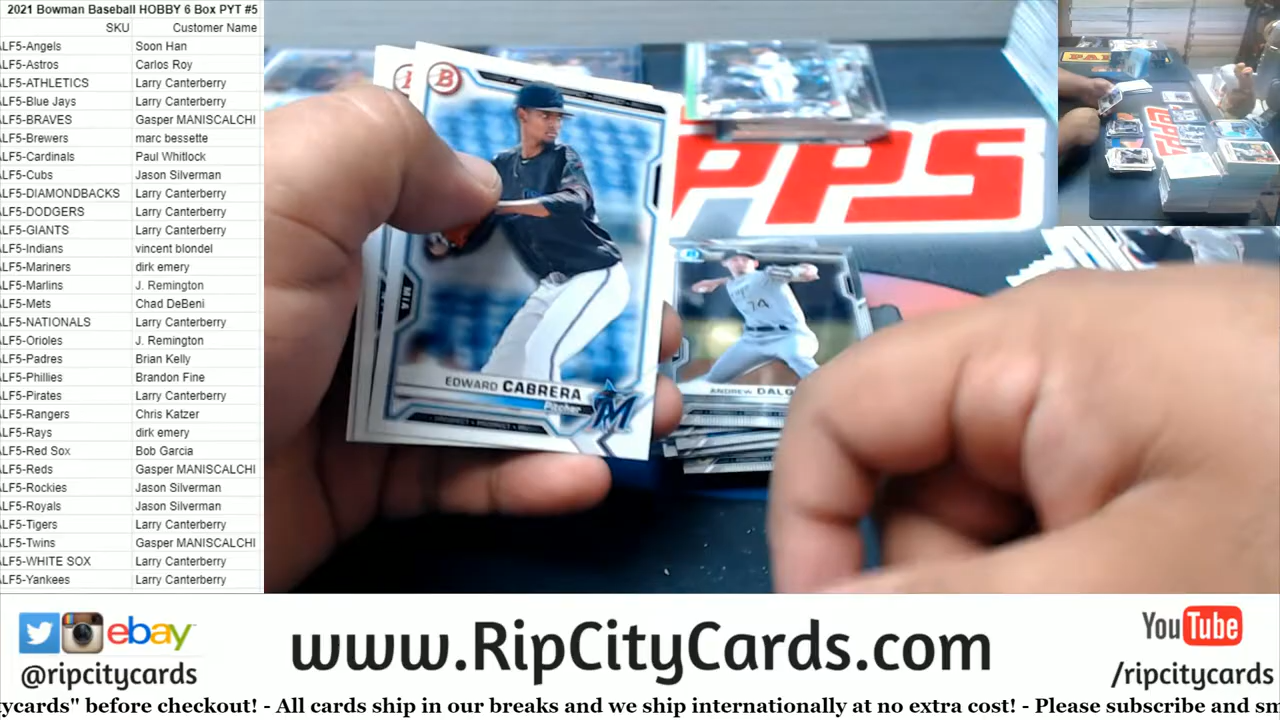 2021 Bowman Baseball HOBBY 6 Box PYT #5
SKU Customer Name
ALF5-Angels Soon Han
ALF5-Astros Carlos Roy
ALF5-ATHLETICS Larry Canterberry
ALF5-Blue Jays Larry Canterberry
ALF5-BRAVES Gasper MANISCALCHI
ALF5-Brewers marc bessette
ALF5-Cardinals Paul Whitlock
ALF5-Cubs Jason Silverman
ALF5-DIAMONDBACKS Larry Canterberry
ALF5-DODGERS Larry Canterberry
ALF5-GIANTS Larry Canterberry
ALF5-Indians vincent blondel
ALF5-Mariners dirk emery
ALF5-Marlins J. Remington
ALF5-Mets Chad DeBeni
ALF5-NATIONALS Larry Canterberry
ALF5-Orioles J. Remington
ALF5-Padres Brian Kelly
ALF5-Phillies Brandon Fine
ALF5-Pirates Larry Canterberry
ALF5-Rangers Chris Katzer
ALF5-Rays dirk emery
ALF5-Red Sox Bob Garcia
ALF5-Reds Gasper MANISCALCHI
ALF5-Rockies Jason Silverman
ALF5-Royals Jason Silverman
ALF5-Tigers Larry Canterberry
ALF5-Twins Gasper MANISCALCHI
ALF5-WHITE SOX Larry Canterberry
ALF5-Yankees Larry Canterberry
B
MIA
EDWARD CABRERA
Pitcher
M
PROSPECT • PROSPECT
PPS
74
ANDREW DALQ
ebay
@ripcitycards
www.RipCityCards.com
YouTube
/ripcitycards
ycards" before checkout! - All cards ship in our breaks and we ship internationally at no extra cost! - Please subscribe and sm